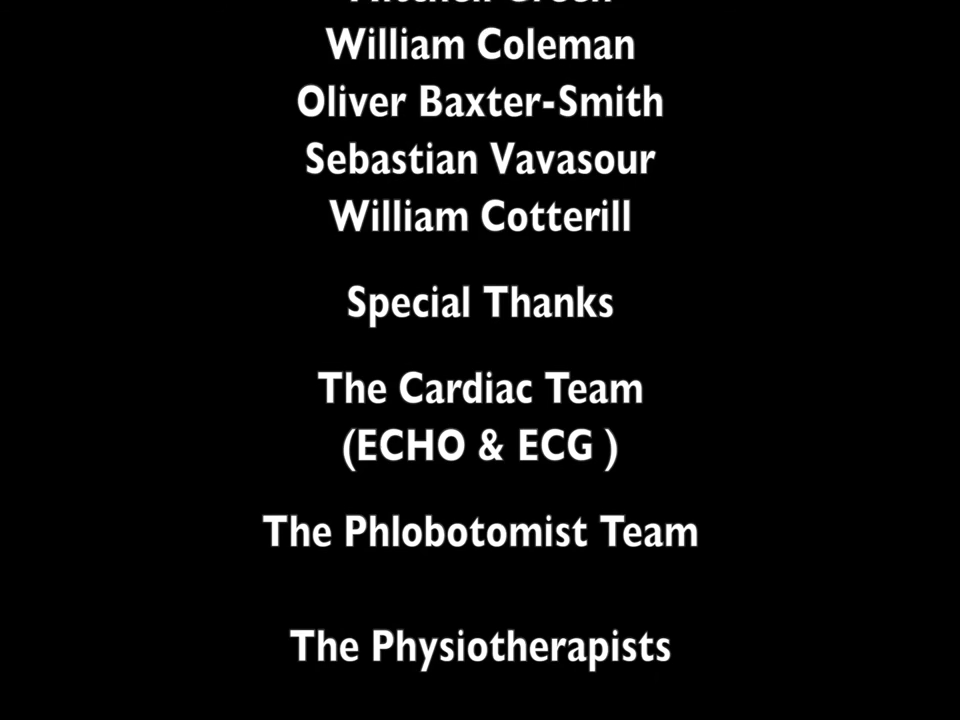 William Coleman
Oliver Baxter-Smith
Sebastian Vavasour
William Cotterill
Special Thanks
The Cardiac Team
(ECHO & ECG )
The Phlobotomist Team
The Physiotherapists